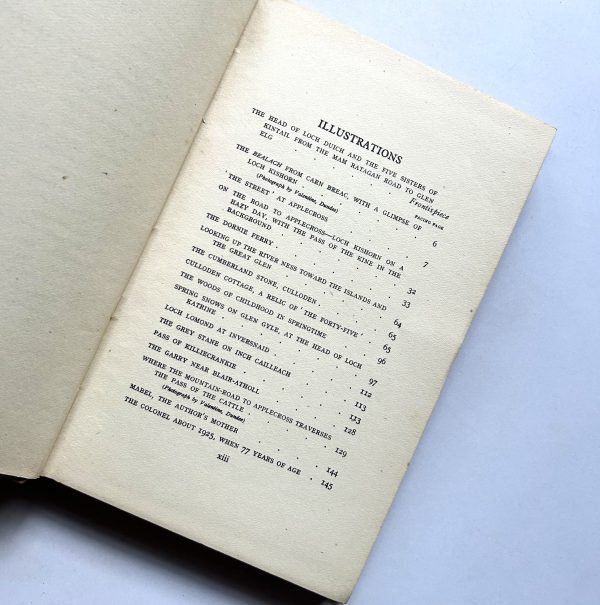 ILLUSTRATIONS
THE HEAD OF LOCH DUICH AND THE FIVE SISTERS OF
KINTAIL FROM THE MAM RATAGAN ROAD TO GLEN
ELG . . . . . . Frontispiece
FACING PAGE
THE BEALACH FROM CARN BREAC, WITH A GLIMPSE OF
LOCH KISHORN . . . . . 6
(Photograph by Valentine, Dundee)
'THE STREET' AT APPLECROSS . . . . 7
ON THE ROAD TO APPLECROSS—LOCH KISHORN ON A
HAZY DAY, WITH THE PASS OF THE KINE IN THE
BACKGROUND . . . . . . 32
THE DORNIE FERRY . . . . . . 33
LOOKING UP THE RIVER NESS TOWARD THE ISLANDS AND
THE GREAT GLEN . . . . . . 64
THE CUMBERLAND STONE, CULLODEN . . . . 65
CULLODEN COTTAGE, A RELIC OF 'THE FORTY-FIVE' . 65
THE WOODS OF CHILDHOOD IN SPRINGTIME . . 96
SPRING SNOWS ON GLEN GYLE, AT THE HEAD OF LOCH
KATRINE . . . . . . 97
LOCH LOMOND AT INVERSNAID . . . . 112
THE GREY STANE ON INCH CAILLEACH . . . 113
PASS OF KILLIECRANKIE . . . . . 113
THE GARRY NEAR BLAIR-ATHOLL . . . . 128
WHERE THE MOUNTAIN-ROAD TO APPLECROSS TRAVERSES
THE PASS OF THE CATTLE . . . . . 129
(Photograph by Valentine, Dundee)
MABEL, THE AUTHOR'S MOTHER . . . . 144
THE COLONEL ABOUT 1925, WHEN 77 YEARS OF AGE . 145
xiii